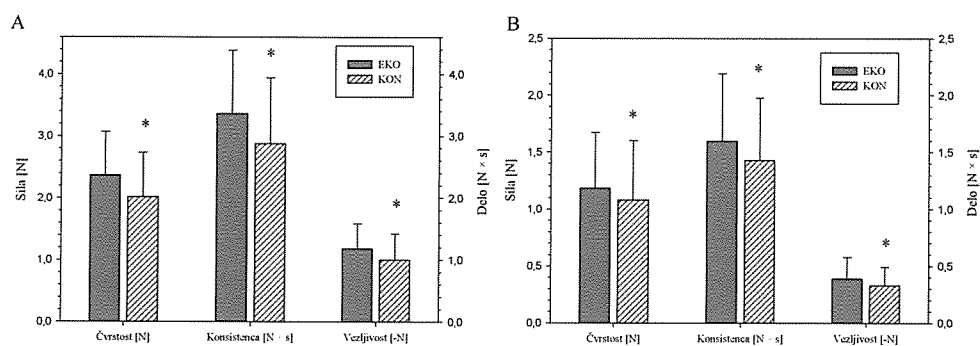 A
Sila [N]
4,0
3,0
2,0
1,0
0,0
EKO
KON
*
*
*
4,0
3,0
2,0
1,0
0,0
Delo [N × s]
Čvrstost [N]
Konsistenca [N · s]
Vezljivost [-N]
B
Sila [N]
2,5
2,0
1,5
1,0
0,5
0,0
EKO
KON
*
*
*
2,5
2,0
1,5
1,0
0,5
0,0
Delo [N × s]
Čvrstost [N]
Konsistenca [N · s]
Vezljivost [-N]